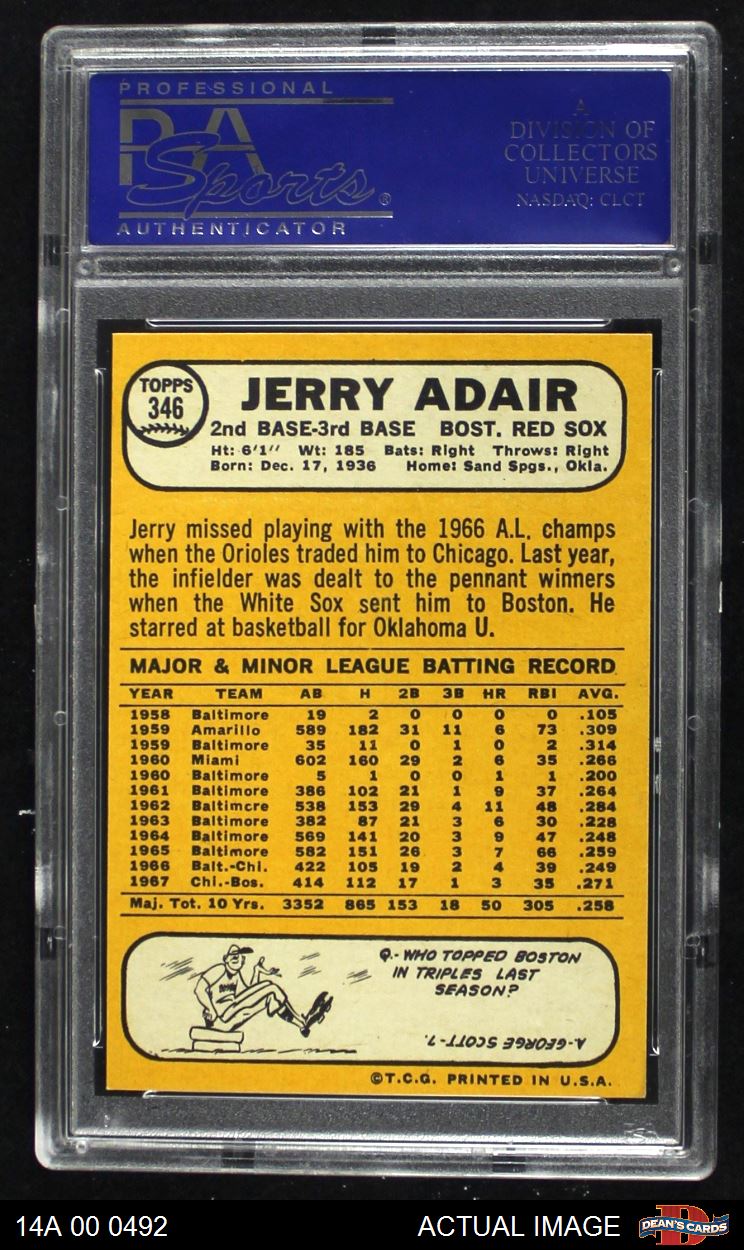 PROFESSIONAL
PSA
Sports®
AUTHENTICATOR
A
DIVISION OF
COLLECTORS
UNIVERSE
NASDAQ: CLCT
TOPPS
346
JERRY ADAIR
2nd BASE-3rd BASE BOST. RED SOX
Ht: 6'1" Wt: 185 Bats: Right Throws: Right
Born: Dec. 17, 1936 Home: Sand Spgs., Okla.
Jerry missed playing with the 1966 A.L. champs
when the Orioles traded him to Chicago. Last year,
the infielder was dealt to the pennant winners
when the White Sox sent him to Boston. He
starred at basketball for Oklahoma U.
MAJOR & MINOR LEAGUE BATTING RECORD
YEAR TEAM AB H 2B 3B HR RBI AVG.
1958 Baltimore 19 2 0 0 0 0 .105
1959 Amarillo 589 182 31 11 6 73 .309
1959 Baltimore 35 11 0 1 0 2 .314
1960 Miami 602 160 29 2 6 35 .266
1960 Baltimore 5 1 0 0 1 1 .200
1961 Baltimore 386 102 21 1 9 37 .264
1962 Baltimore 538 153 29 4 11 48 .284
1963 Baltimore 382 87 21 3 6 30 .228
1964 Baltimore 569 141 20 3 9 47 .248
1965 Baltimore 582 151 26 3 7 66 .259
1966 Balt.-Chi. 422 105 19 2 4 39 .249
1967 Chi.-Bos. 414 112 17 1 3 35 .271
Maj. Tot. 10 Yrs. 3352 865 153 18 50 305 .258
Q.-WHO TOPPED BOSTON
IN TRIPLES LAST
SEASON?
A-GEORGE SCOTT-7.
©T.C.G. PRINTED IN U.S.A.
PSA
14A 00 0492
ACTUAL IMAGE
D
DEAN'S CARDS